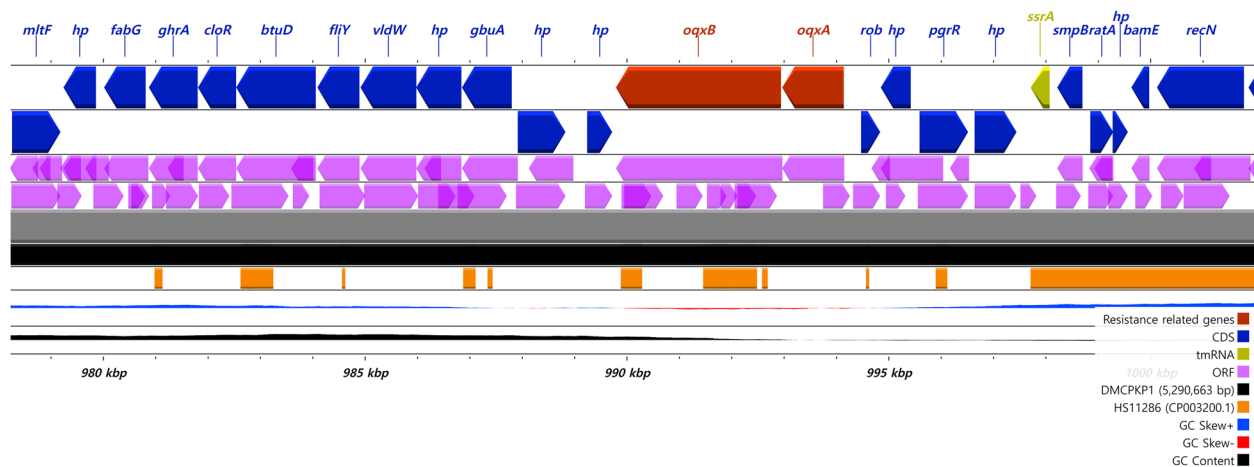 hp
mltF hp fabG ghrA cloR btuD fliY vldW hp gbuA hp hp oqxB oqxA rob hp pgrR hp ssrA smpB ratA bamE recN
Resistance related genes
CDS
tmRNA
980 kbp 985 kbp 990 kbp 995 kbp 1000 kbp
ORF
DMCPKP1 (5,290,663 bp)
HS11286 (CP003200.1)
GC Skew+
GC Skew-
GC Content